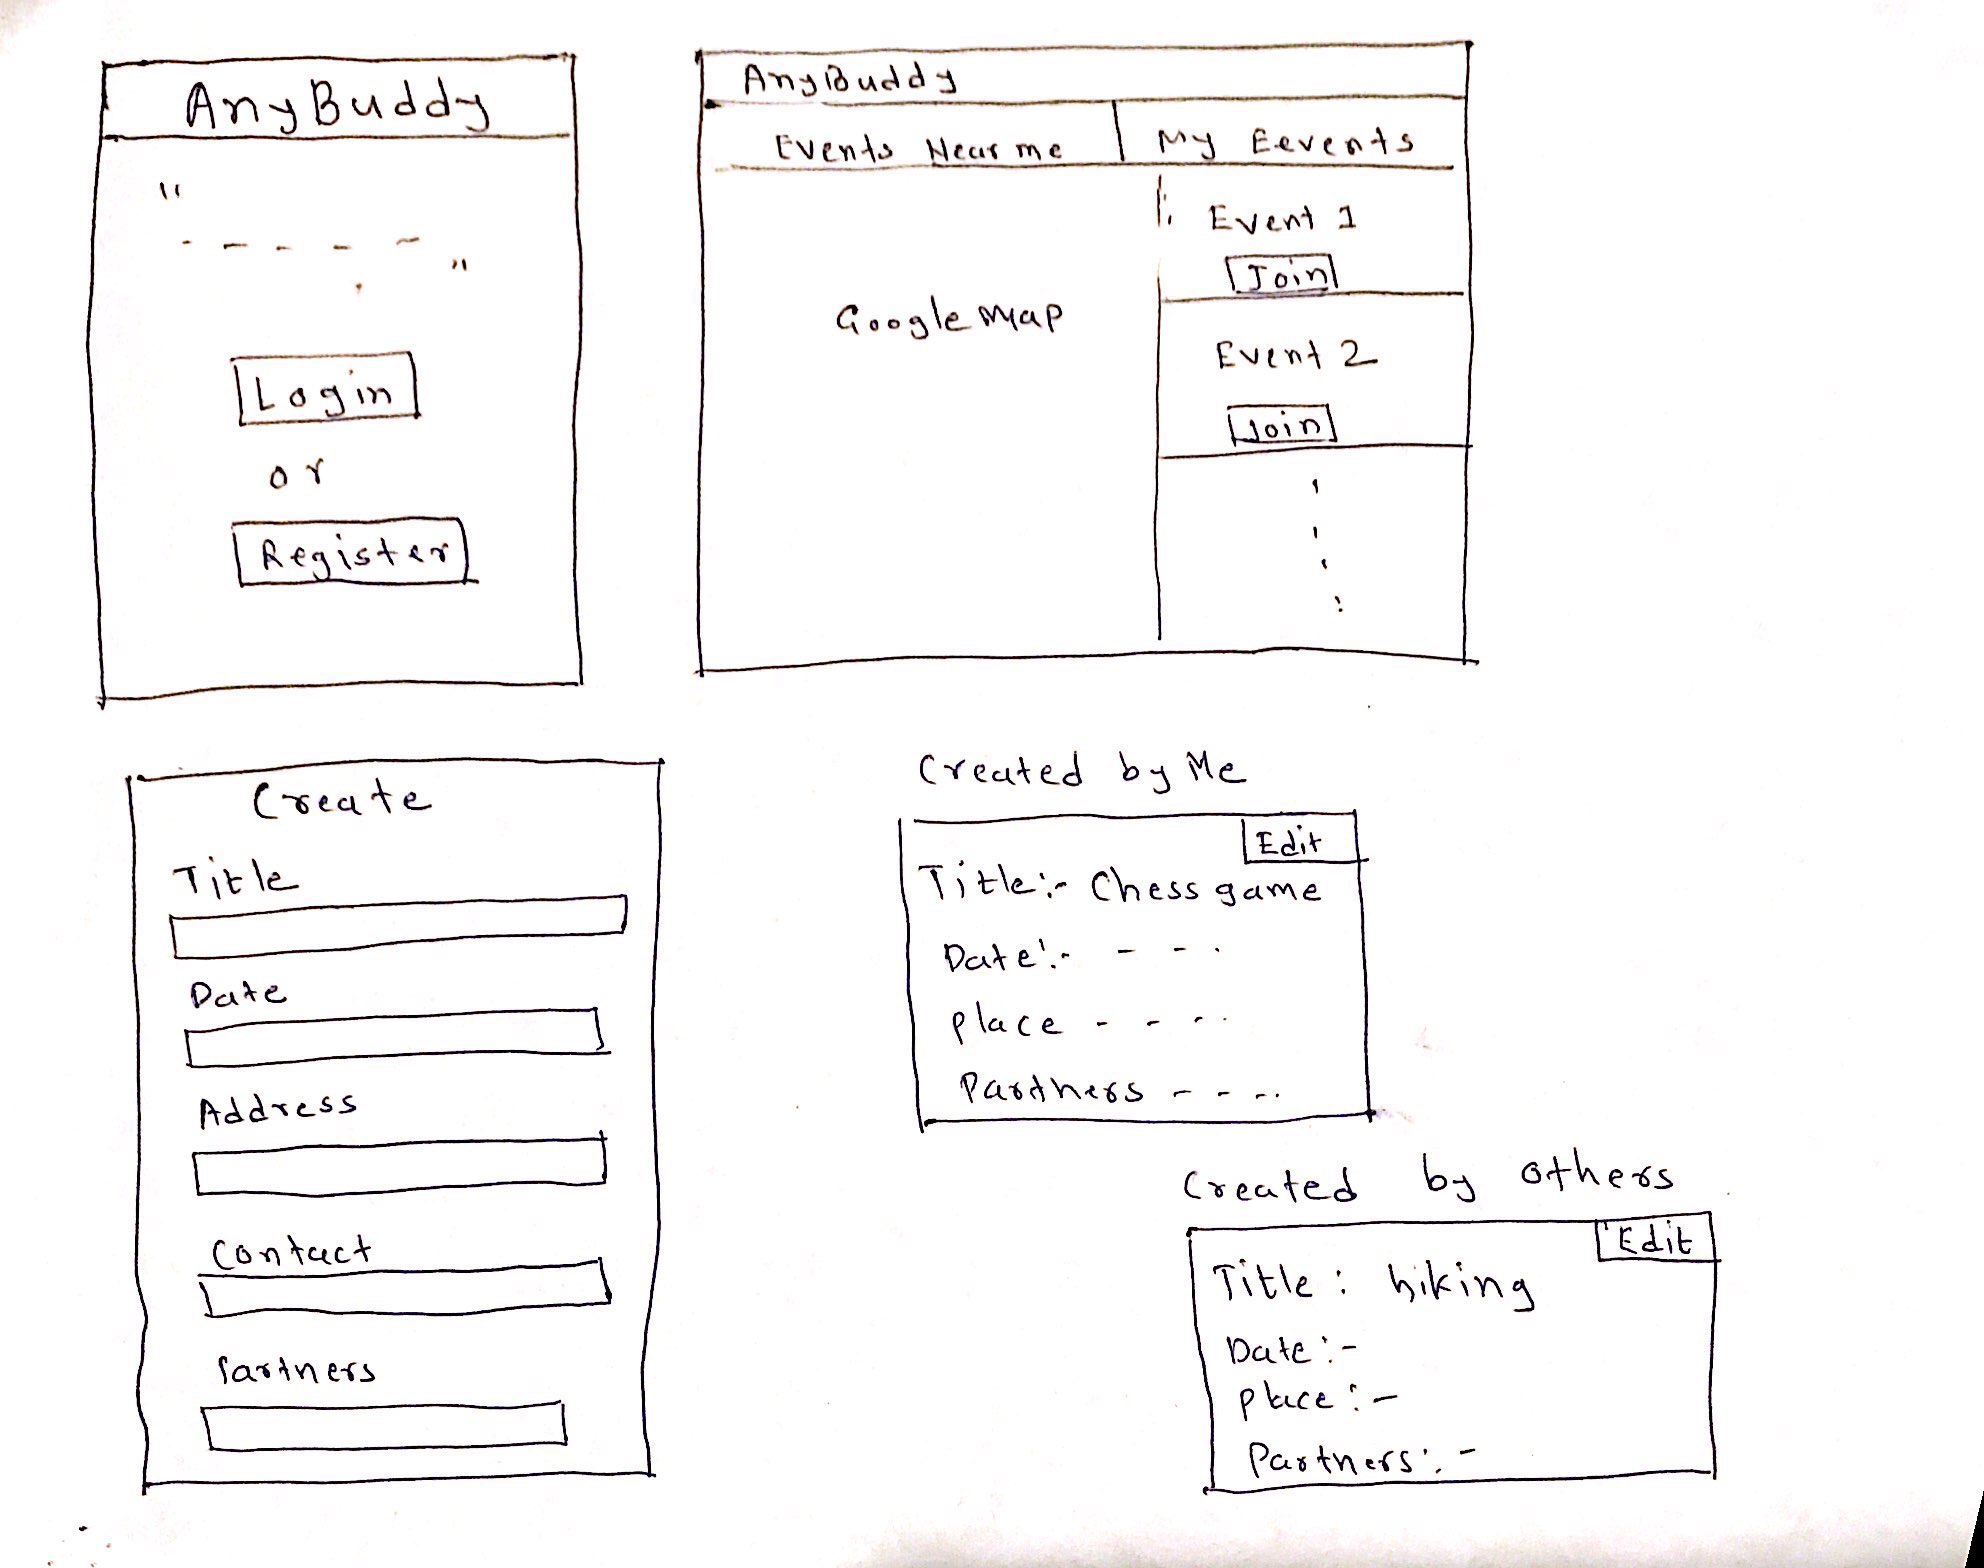 AnyBuddy
"
- - - - -
"
Login
or
Register
AnyBuddy
Events Near me
My Eevents
Event 1
Join
Event 2
Join
Google Map
Create
Title
Date
Address
Contact
Partners
Created by Me
Edit
Title:- Chess game
Date:- - - -
place - - - -
Partners - - - -
Created by others
Edit
Title : hiking
Date :-
place :-
Partners :-